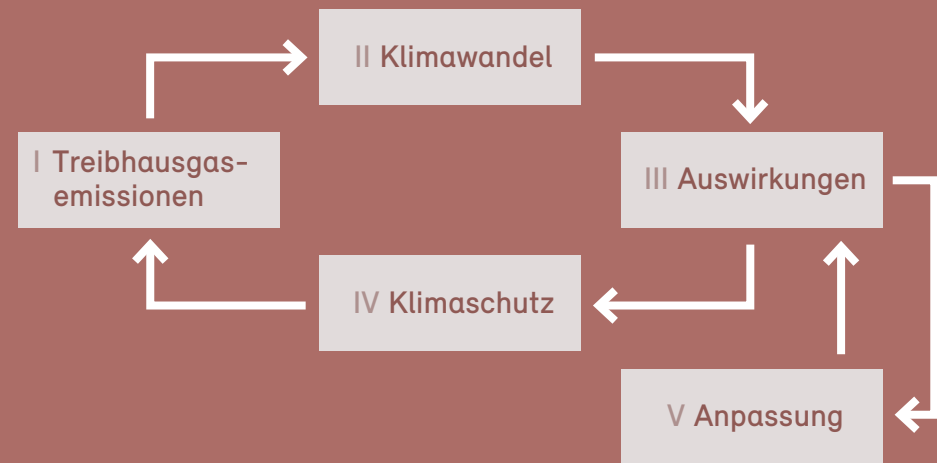 II Klimawandel
I Treibhausgas-
emissionen
III Auswirkungen
IV Klimaschutz
V Anpassung